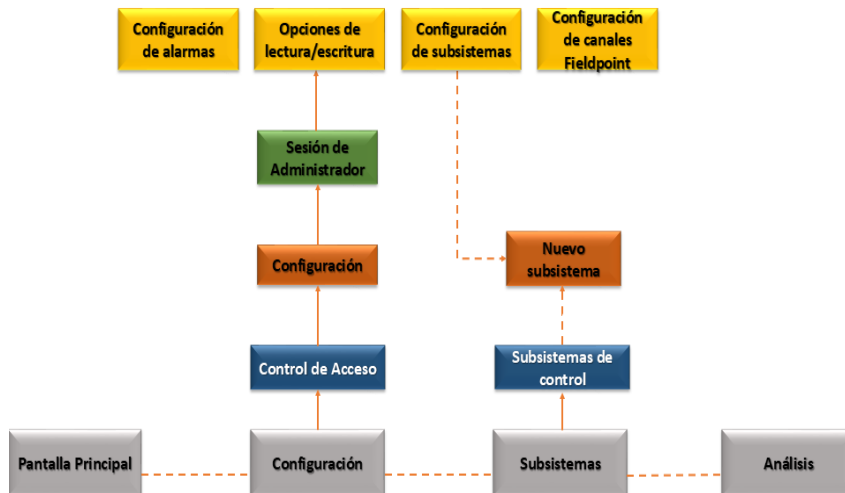 Configuración
de alarmas
Opciones de
lectura/escritura
Configuración
de subsistemas
Configuración
de canales
Fieldpoint
Sesión de
Administrador
Configuración
Nuevo
subsistema
Control de Acceso
Subsistemas de
control
Pantalla Principal
Configuración
Subsistemas
Análisis